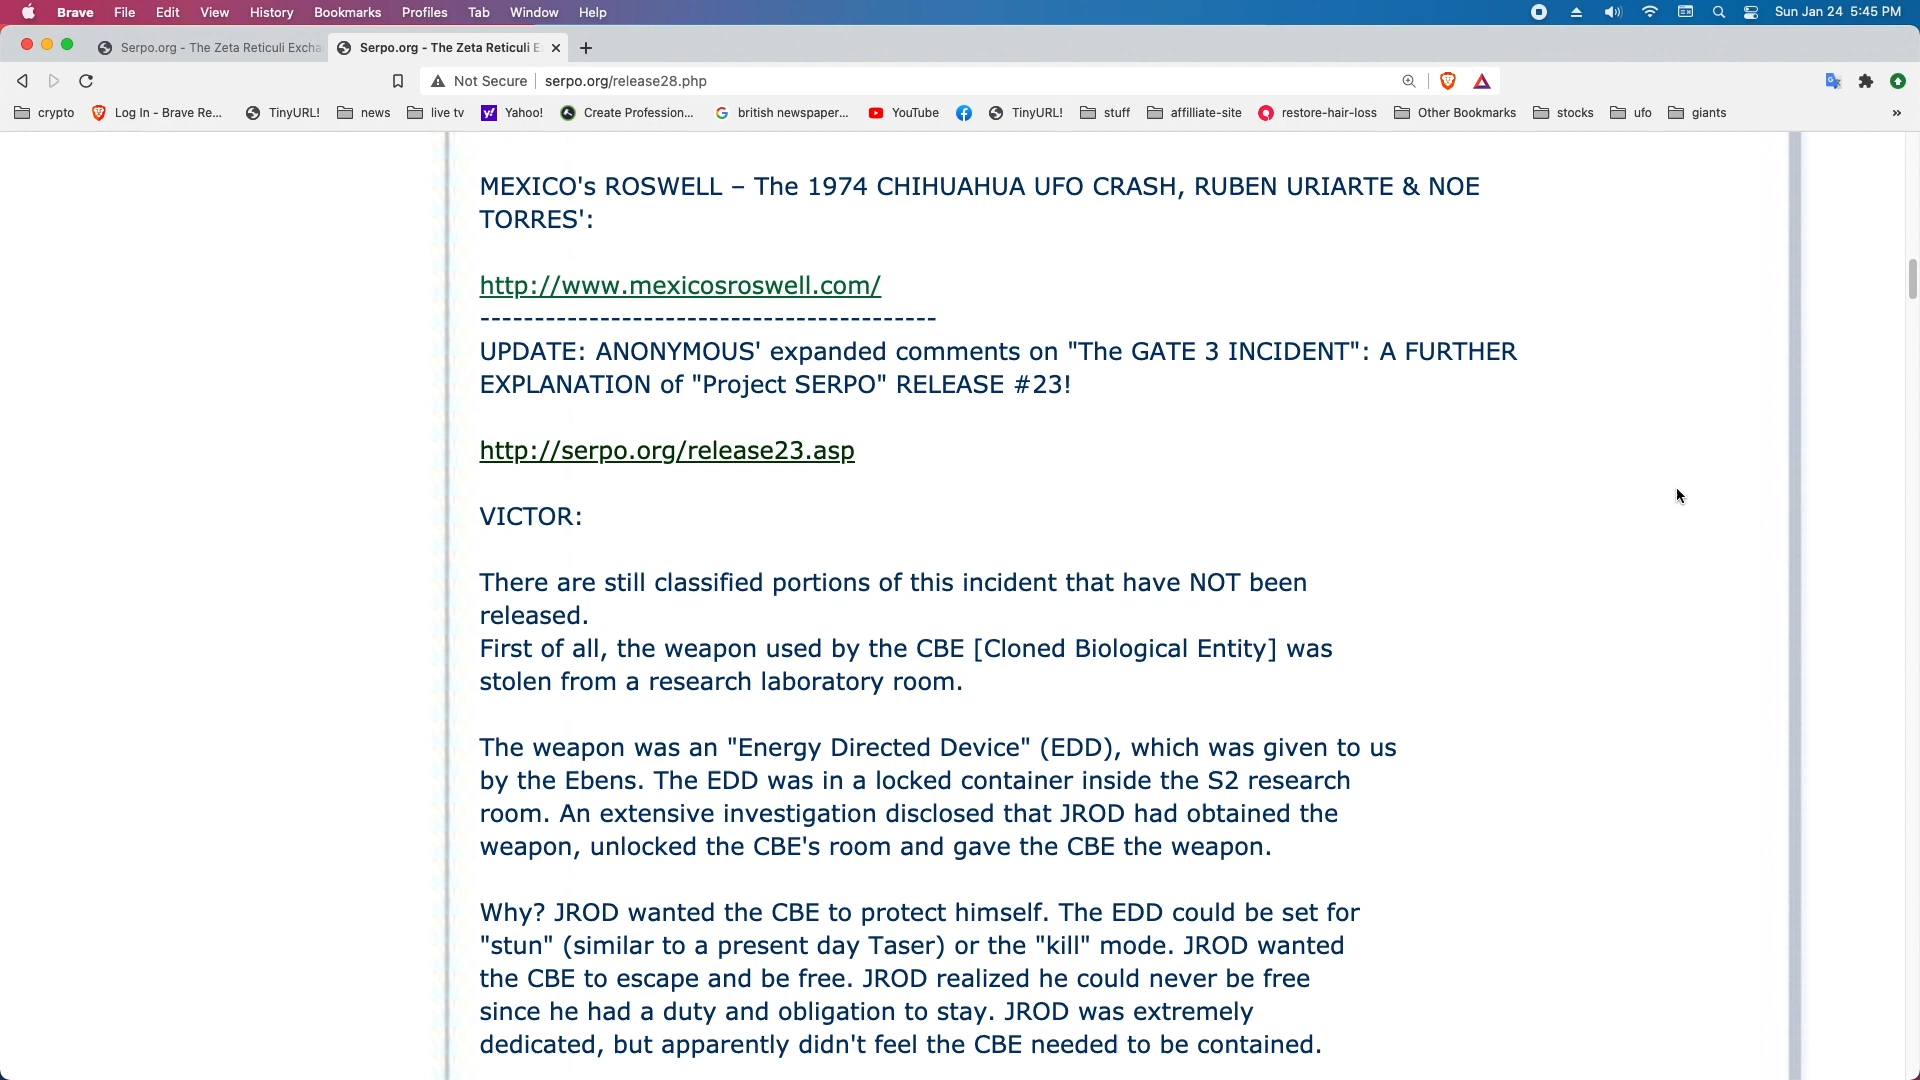 Brave File Edit View History Bookmarks Profiles Tab Window Help Sun Jan 24 5:45 PM
Serpo.org - The Zeta Reticuli Excha Serpo.org - The Zeta Reticuli E
Not Secure serpo.org/release28.php
crypto Log In - Brave Re... TinyURL! news live tv Yahoo! Create Profession... british newspaper... YouTube TinyURL! stuff affilliate-site restore-hair-loss Other Bookmarks stocks ufo giants »
MEXICO's ROSWELL – The 1974 CHIHUAHUA UFO CRASH, RUBEN URIARTE & NOE
TORRES':
http://www.mexicosroswell.com/
------------------------------------------
UPDATE: ANONYMOUS' expanded comments on "The GATE 3 INCIDENT": A FURTHER
EXPLANATION of "Project SERPO" RELEASE #23!
http://serpo.org/release23.asp
VICTOR:
There are still classified portions of this incident that have NOT been
released.
First of all, the weapon used by the CBE [Cloned Biological Entity] was
stolen from a research laboratory room.
The weapon was an "Energy Directed Device" (EDD), which was given to us
by the Ebens. The EDD was in a locked container inside the S2 research
room. An extensive investigation disclosed that JROD had obtained the
weapon, unlocked the CBE's room and gave the CBE the weapon.
Why? JROD wanted the CBE to protect himself. The EDD could be set for
"stun" (similar to a present day Taser) or the "kill" mode. JROD wanted
the CBE to escape and be free. JROD realized he could never be free
since he had a duty and obligation to stay. JROD was extremely
dedicated, but apparently didn't feel the CBE needed to be contained.